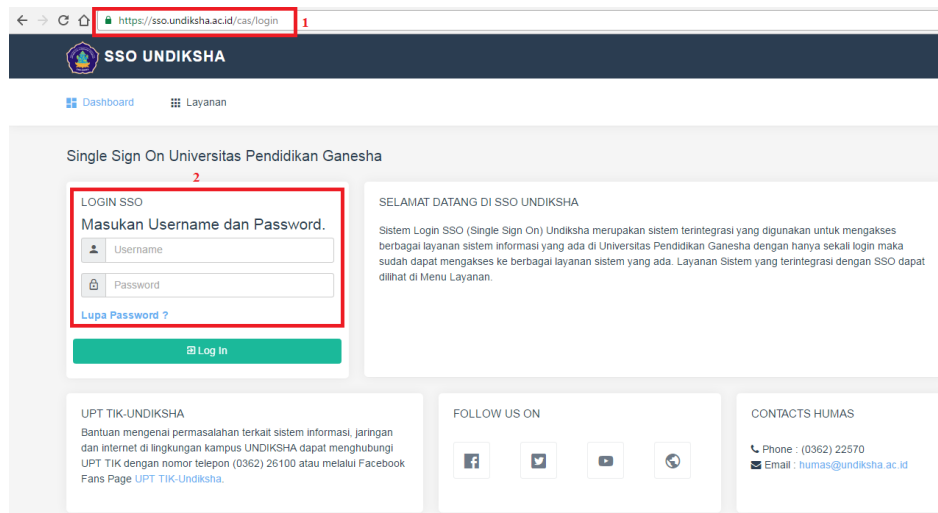 https://sso.undiksha.ac.id/cas/login
1
SSO UNDIKSHA
Dashboard
Layanan
Single Sign On Universitas Pendidikan Ganesha
2
LOGIN SSO
Masukan Username dan Password.
Username
Password
Lupa Password ?
Log In
SELAMAT DATANG DI SSO UNDIKSHA
Sistem Login SSO (Single Sign On) Undiksha merupakan sistem terintegrasi yang digunakan untuk mengakses
berbagai layanan sistem informasi yang ada di Universitas Pendidikan Ganesha dengan hanya sekali login maka
sudah dapat mengakses ke berbagai layanan sistem yang ada. Layanan Sistem yang terintegrasi dengan SSO dapat
dilihat di Menu Layanan.
UPT TIK-UNDIKSHA
Bantuan mengenai permasalahan terkait sistem informasi, jaringan
dan internet di lingkungan kampus UNDIKSHA dapat menghubungi
UPT TIK dengan nomor telepon (0362) 26100 atau melalui Facebook
Fans Page UPT TIK-Undiksha.
FOLLOW US ON
CONTACTS HUMAS
Phone : (0362) 22570
Email : humas@undiksha.ac.id